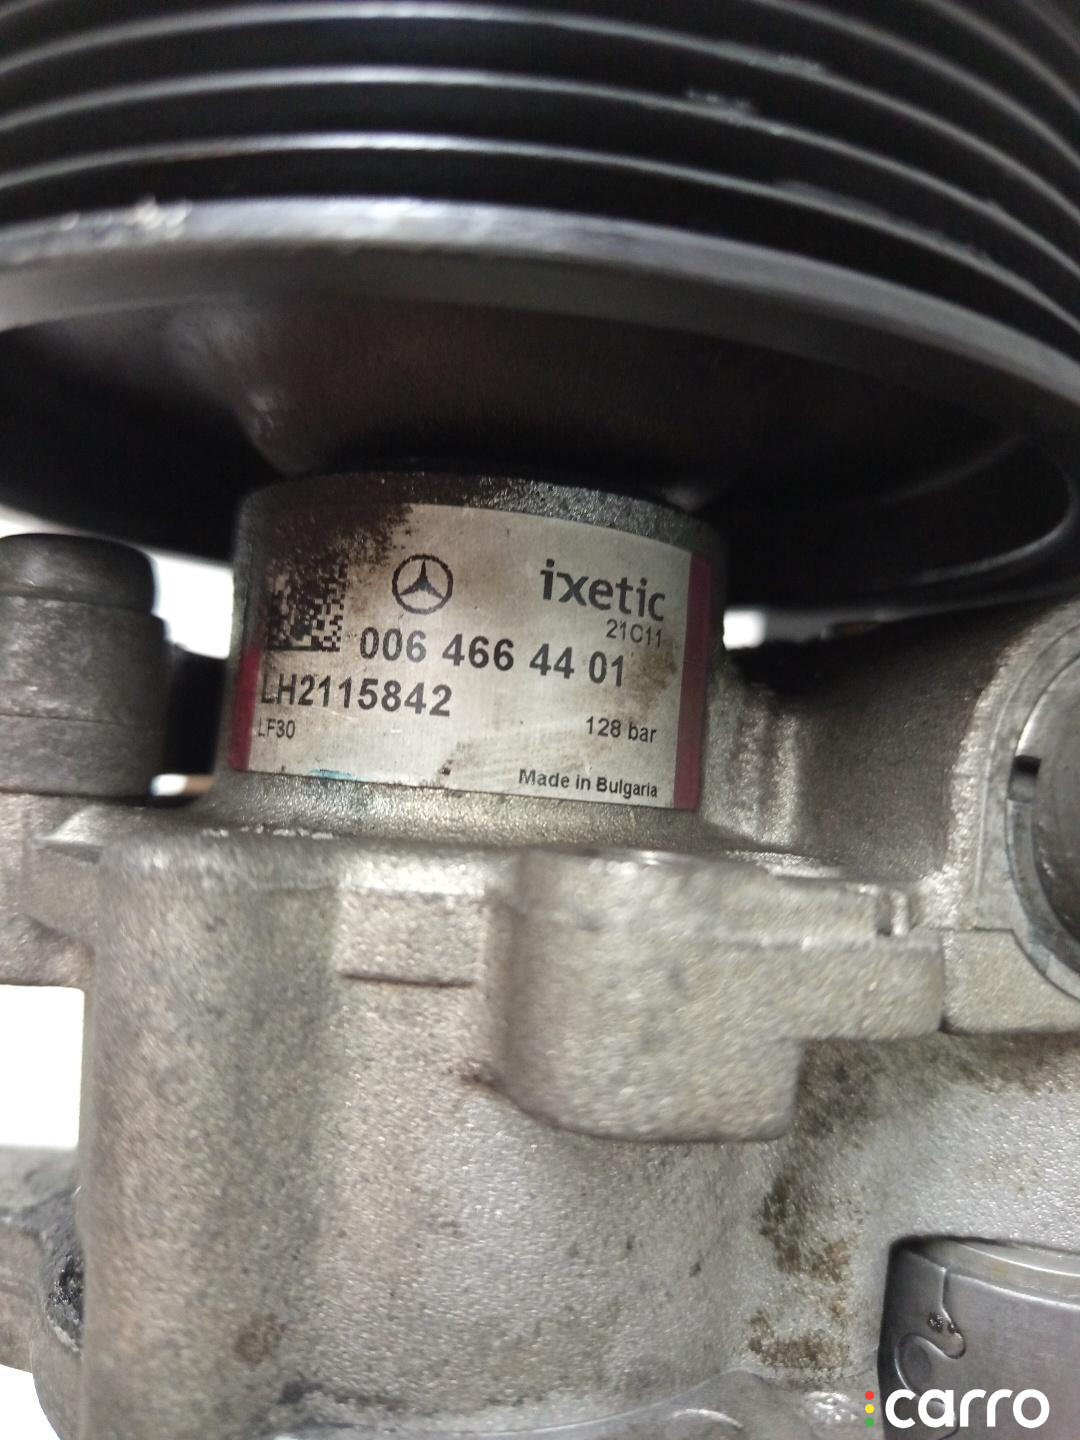 ixetic
21C11
006 466 44 01
LH2115842
LF30
128 bar
Made in Bulgaria
carro